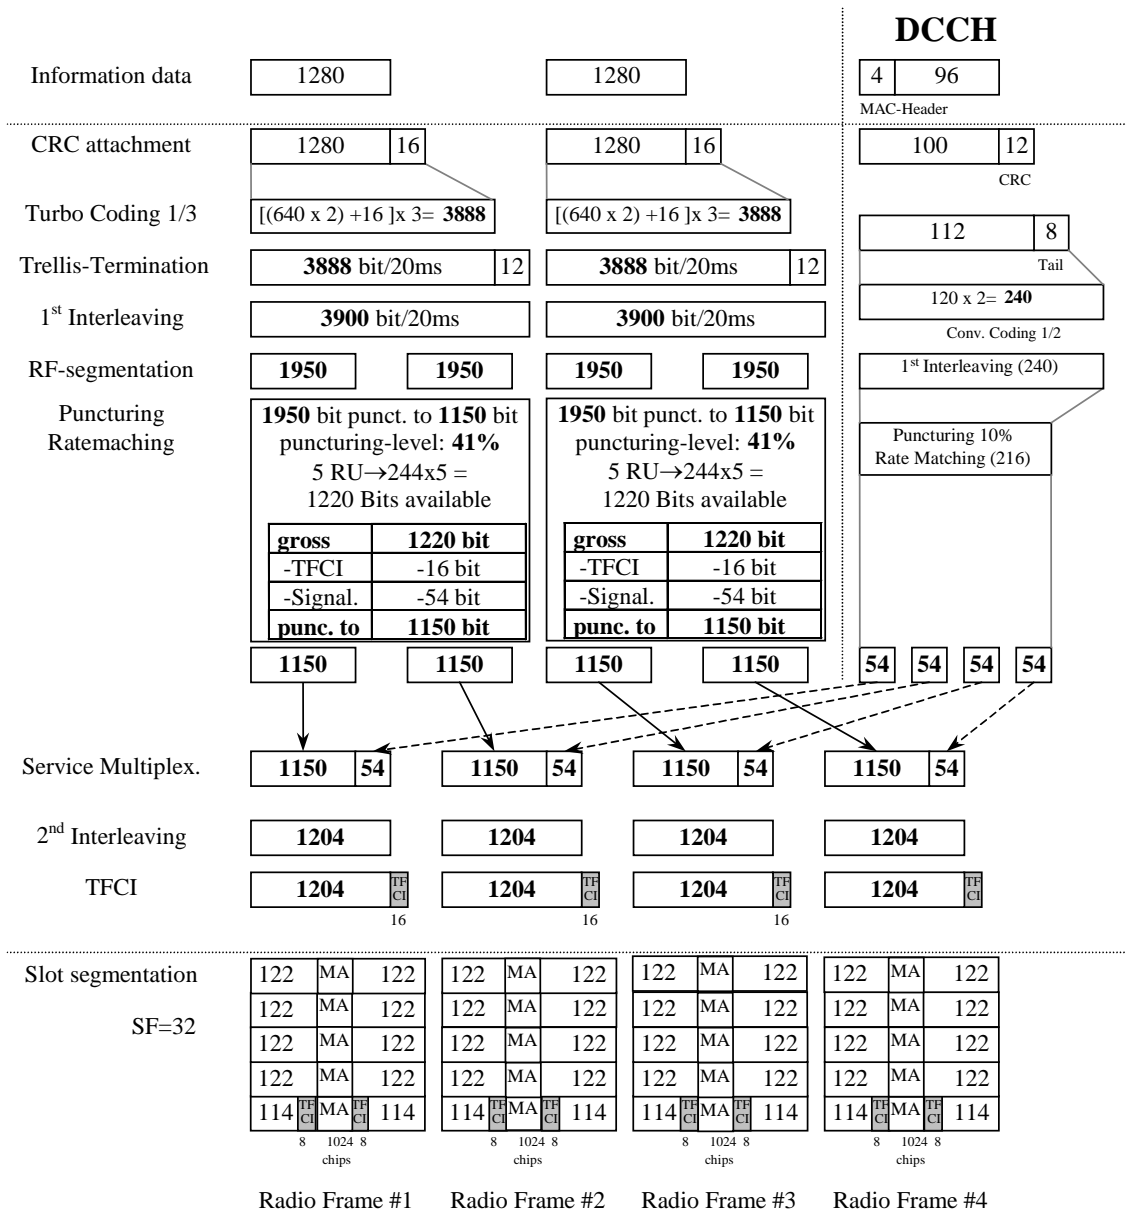 DCCH
Information data 1280 1280 4 96
MAC-Header
CRC attachment 1280 16 1280 16 100 12
CRC
Turbo Coding 1/3 [(640 x 2) +16 ]x 3= 3888 [(640 x 2) +16 ]x 3= 3888
112 8
Trellis-Termination 3888 bit/20ms 12 3888 bit/20ms 12
Tail
120 x 2= 240
1st Interleaving 3900 bit/20ms 3900 bit/20ms
Conv. Coding 1/2
RF-segmentation 1950 1950 1950 1950 1st Interleaving (240)
Puncturing
Ratemaching
1950 bit punct. to 1150 bit
puncturing-level: 41%
5 RU→244x5 =
1220 Bits available
gross 1220 bit
-TFCI -16 bit
-Signal. -54 bit
punc. to 1150 bit
1950 bit punct. to 1150 bit
puncturing-level: 41%
5 RU→244x5 =
1220 Bits available
gross 1220 bit
-TFCI -16 bit
-Signal. -54 bit
punc. to 1150 bit
Puncturing 10%
Rate Matching (216)
1150 1150 1150 1150 54 54 54 54
Service Multiplex. 1150 54 1150 54 1150 54 1150 54
2nd Interleaving 1204 1204 1204 1204
TFCI 1204 TF CI 1204 TF CI 1204 TF CI 1204 TF CI
16 16 16
Slot segmentation 122 MA 122 122 MA 122 122 MA 122 122 MA 122
SF=32 122 MA 122 122 MA 122 122 MA 122 122 MA 122
122 MA 122 122 MA 122 122 MA 122 122 MA 122
122 MA 122 122 MA 122 122 MA 122 122 MA 122
114 TF CI MA TF CI 114 114 TF CI MA TF CI 114 114 TF CI MA TF CI 114 114 TF CI MA TF CI 114
8 1024 8 8 1024 8 8 1024 8 8 1024 8
chips chips chips chips
Radio Frame #1 Radio Frame #2 Radio Frame #3 Radio Frame #4